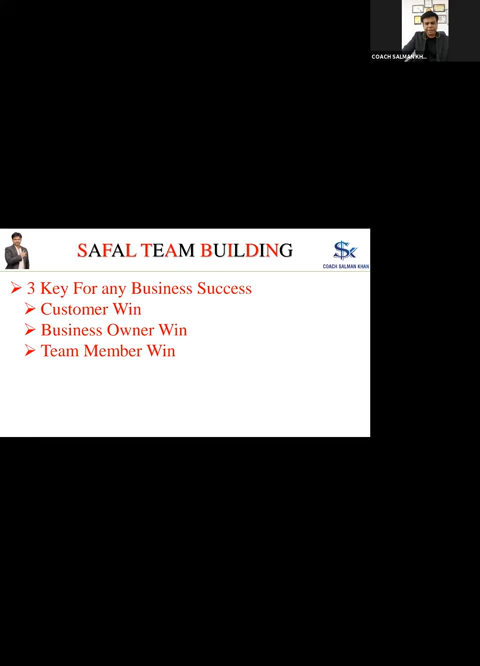 COACH SALMAN KH...
SAFAL TEAM BUILDING
COACH SALMAN KHAN
3 Key For any Business Success
Customer Win
Business Owner Win
Team Member Win